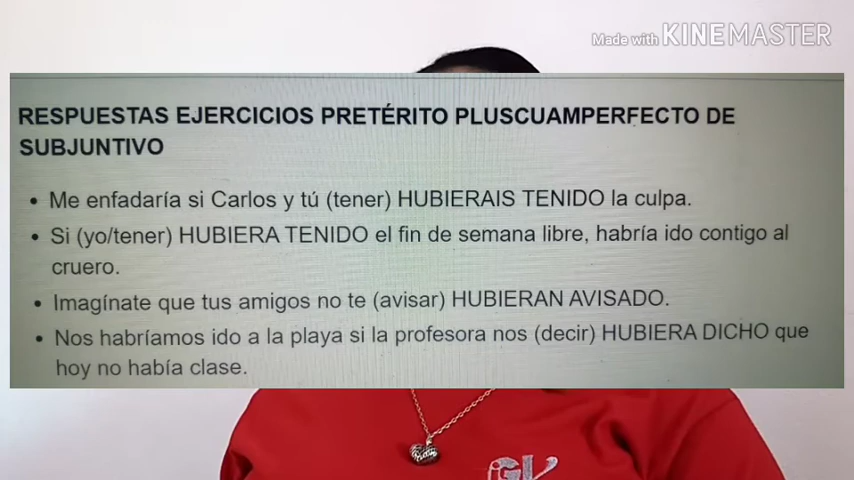 Made with KINEMASTER
RESPUESTAS EJERCICIOS PRETÉRITO PLUSCUAMPERFECTO DE
SUBJUNTIVO
• Me enfadaría si Carlos y tú (tener) HUBIERAIS TENIDO la culpa.
• Si (yo/tener) HUBIERA TENIDO el fin de semana libre, habría ido contigo al
cruero.
• Imagínate que tus amigos no te (avisar) HUBIERAN AVISADO.
• Nos habríamos ido a la playa si la profesora nos (decir) HUBIERA DICHO que
hoy no había clase.